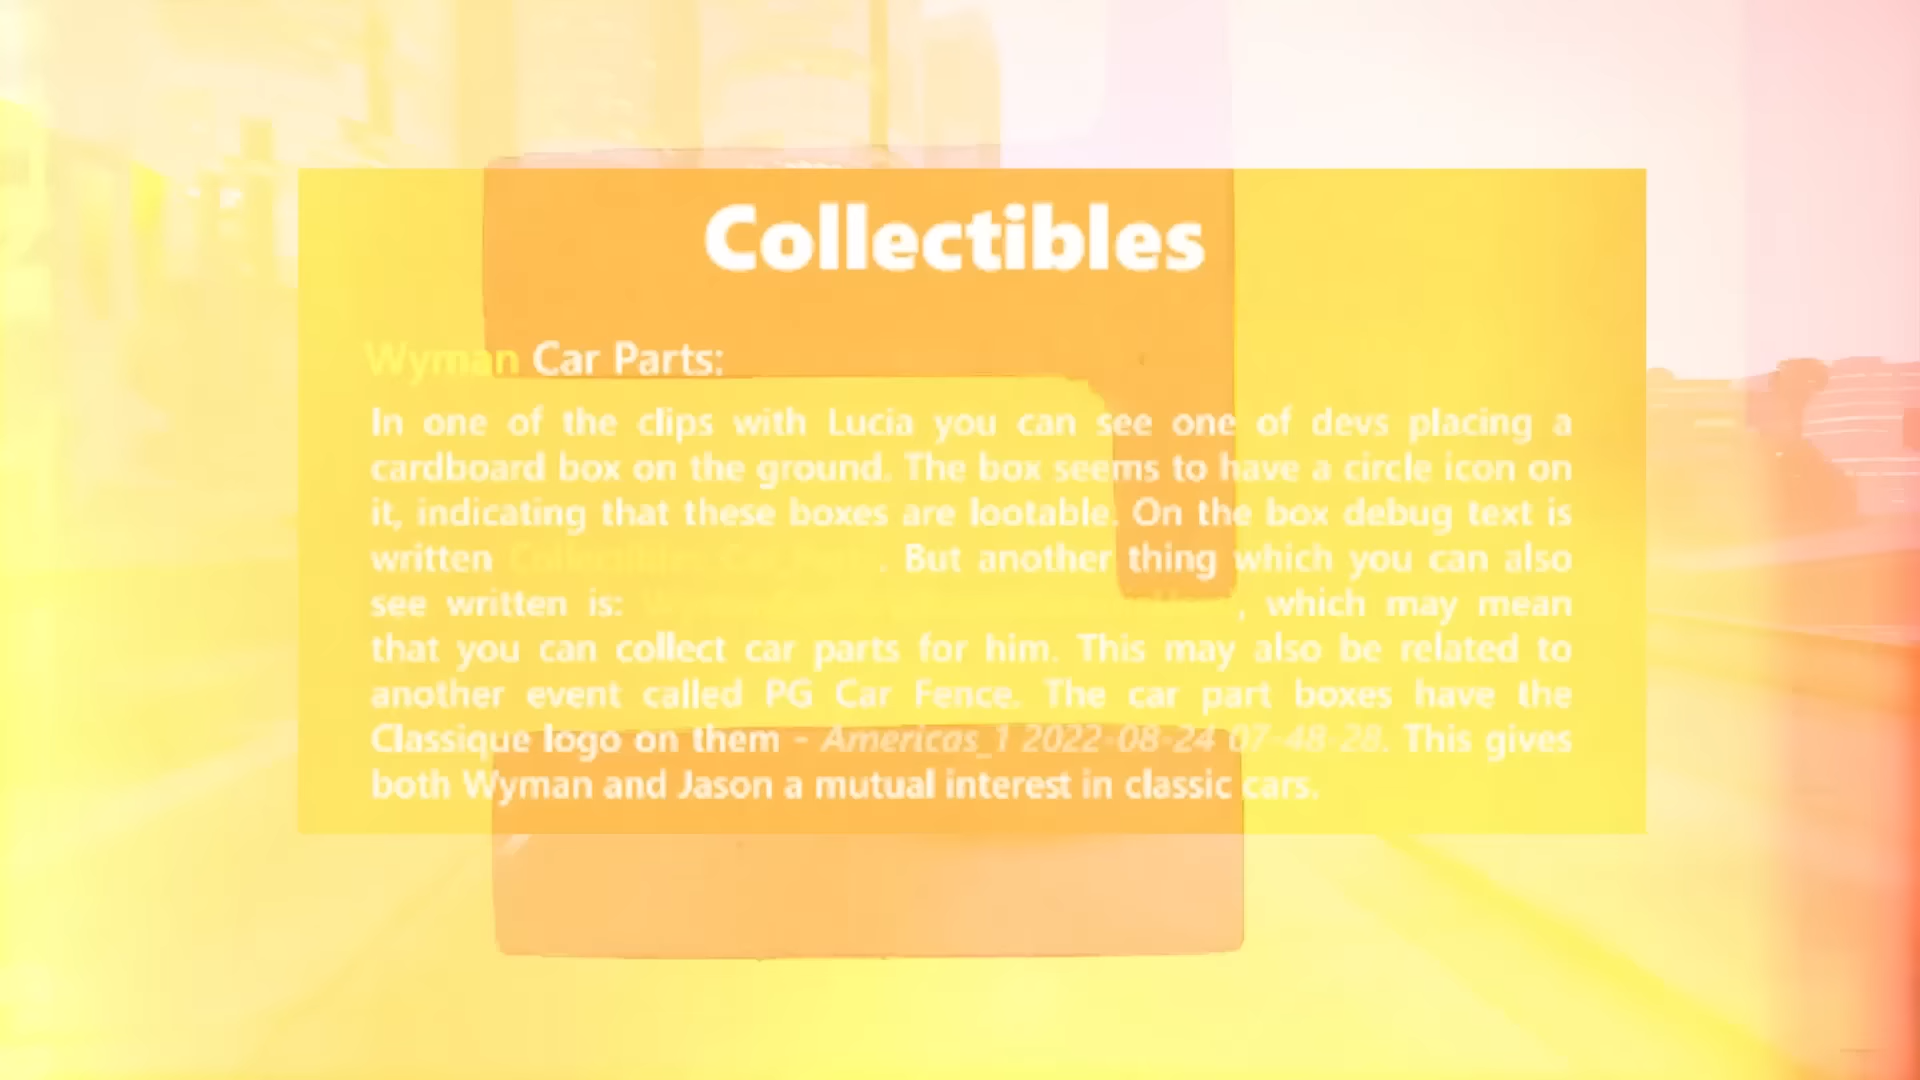 Collectibles
Wyman Car Parts:
In one of the clips with Lucia you can see one of devs placing a
cardboard box on the ground. The box seems to have a circle icon on
it, indicating that these boxes are lootable. On the box debug text is
written . But another thing which you can also
see written is: , which may mean
that you can collect car parts for him. This may also be related to
another event called PG Car Fence. The car part boxes have the
Classique logo on them - Americas_1 2022-08-24 07-48-28. This gives
both Wyman and Jason a mutual interest in classic cars.